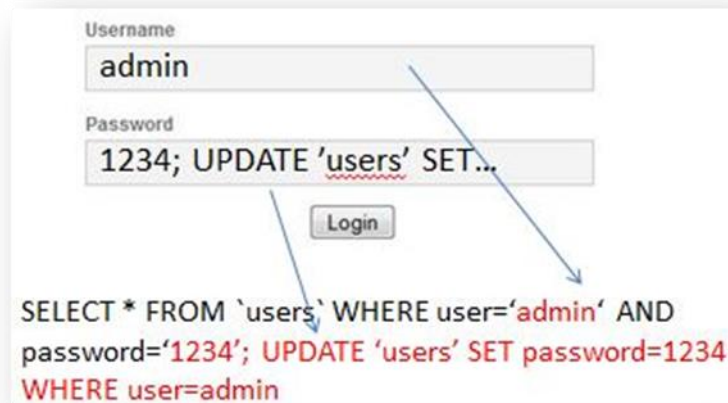 Username
admin
Password
1234; UPDATE ’users’ SET...
Login
SELECT * FROM `users` WHERE user=‘admin‘ AND
password=‘1234’; UPDATE ‘users’ SET password=1234
WHERE user=admin